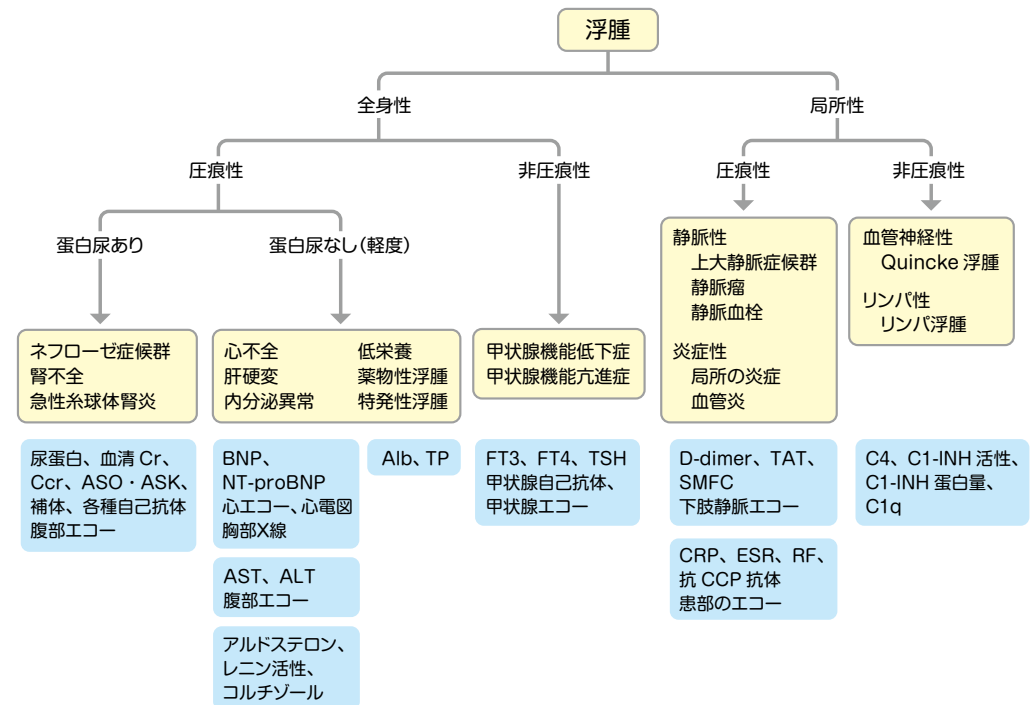 浮腫
全身性
局所性
圧痕性
非圧痕性
圧痕性
非圧痕性
蛋白尿あり
蛋白尿なし（軽度）
ネフローゼ症候群
腎不全
急性糸球体腎炎
心不全
肝硬変
内分泌異常
低栄養
薬物性浮腫
特発性浮腫
甲状腺機能低下症
甲状腺機能亢進症
静脈性
上大静脈症候群
静脈瘤
静脈血栓
炎症性
局所の炎症
血管炎
血管神経性
Quincke 浮腫
リンパ性
リンパ浮腫
尿蛋白、血清 Cr、
Ccr、ASO・ASK、
補体、各種自己抗体
腹部エコー
BNP、
NT-proBNP
心エコー、心電図
胸部X線
AST、ALT
腹部エコー
アルドステロン、
レニン活性、
コルチゾール
Alb、TP
FT3、FT4、TSH
甲状腺自己抗体、
甲状腺エコー
D-dimer、TAT、
SMFC
下肢静脈エコー
CRP、ESR、RF、
抗 CCP 抗体
患部のエコー
C4、C1-INH 活性、
C1-INH 蛋白量、
C1q